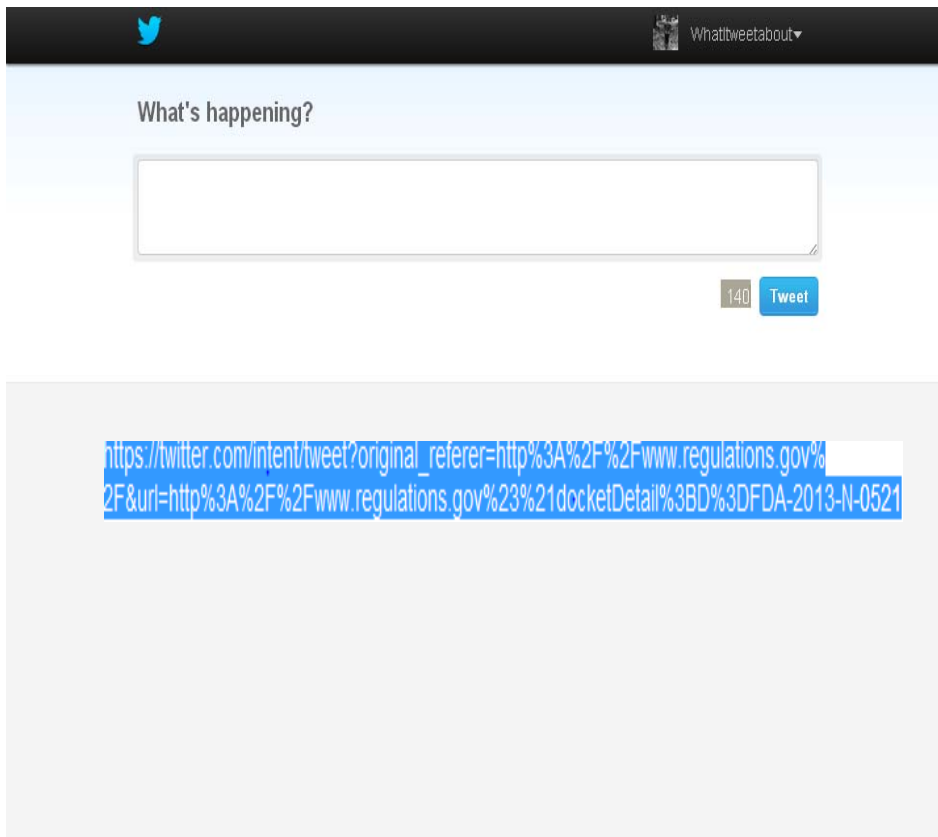 Whatitweetabout
What's happening?
140 Tweet
https://twitter.com/intent/tweet?original_referer=http%3A%2F%2Fwww.regulations.gov%
2F&url=http%3A%2F%2Fwww.regulations.gov%23%21docketDetail%3BD%3DFDA-2013-N-0521